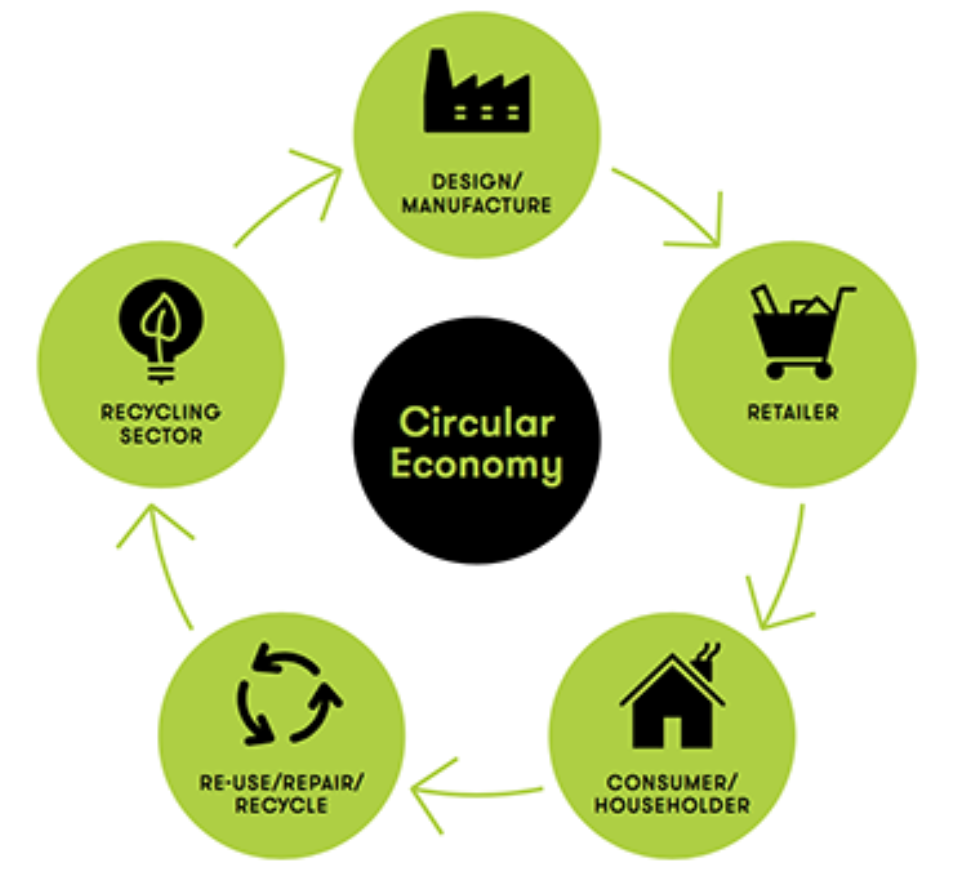 DESIGN/
MANUFACTURE
RETAILER
CONSUMER/
HOUSEHOLDER
RE-USE/REPAIR/
RECYCLE
RECYCLING
SECTOR
Circular
Economy